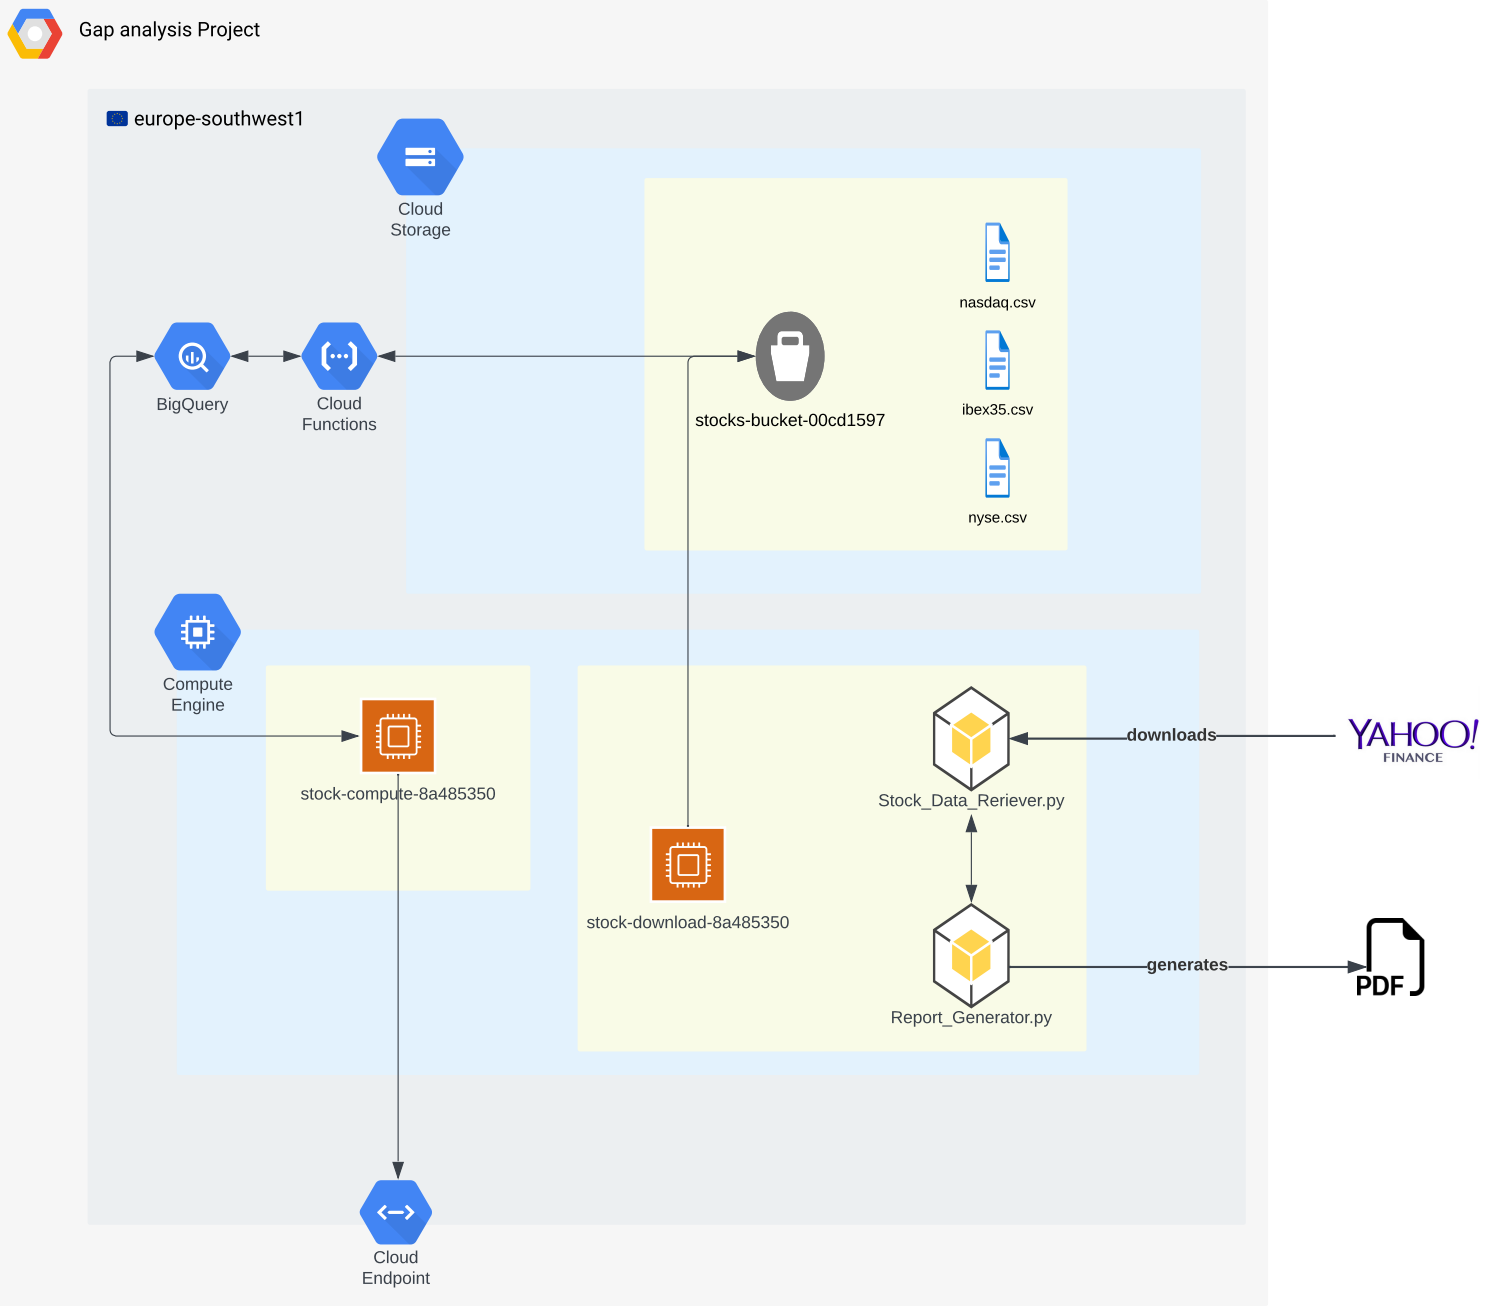 Gap analysis Project
europe-southwest1
Cloud
Storage
nasdaq.csv
ibex35.csv
nyse.csv
stocks-bucket-00cd1597
BigQuery
Cloud
Functions
Compute
Engine
stock-compute-8a485350
stock-download-8a485350
Stock_Data_Reriever.py
downloads
YAHOO!
FINANCE
Report_Generator.py
generates
PDF
Cloud
Endpoint